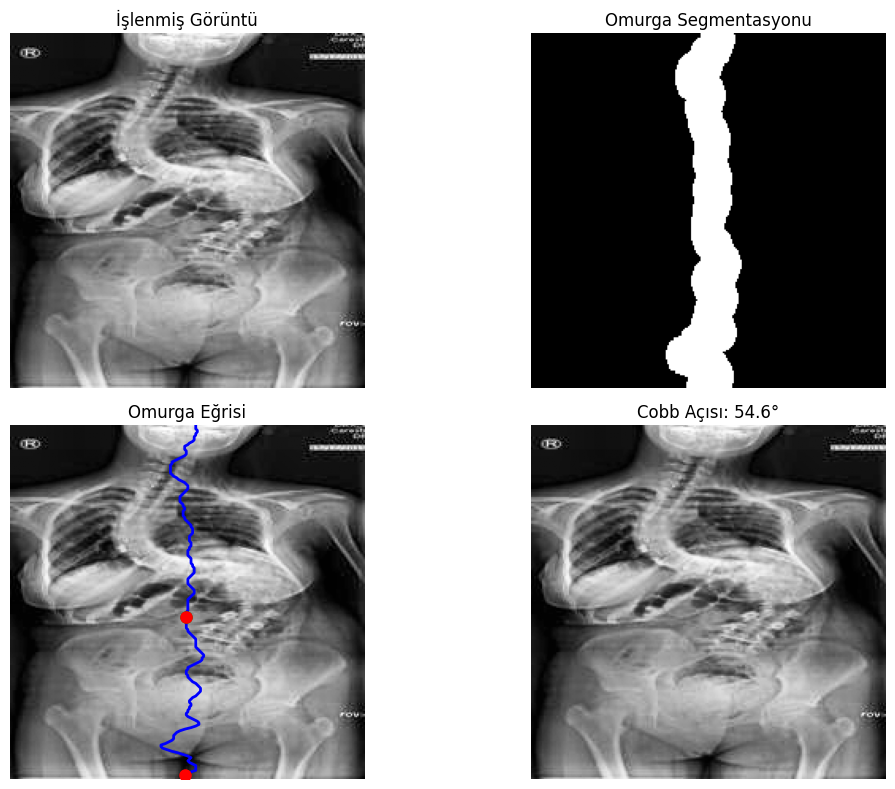 İşlenmiş Görüntü
Omurga Segmentasyonu
R
Omurga Eğrisi
Cobb Açısı: 54.6°
R
R